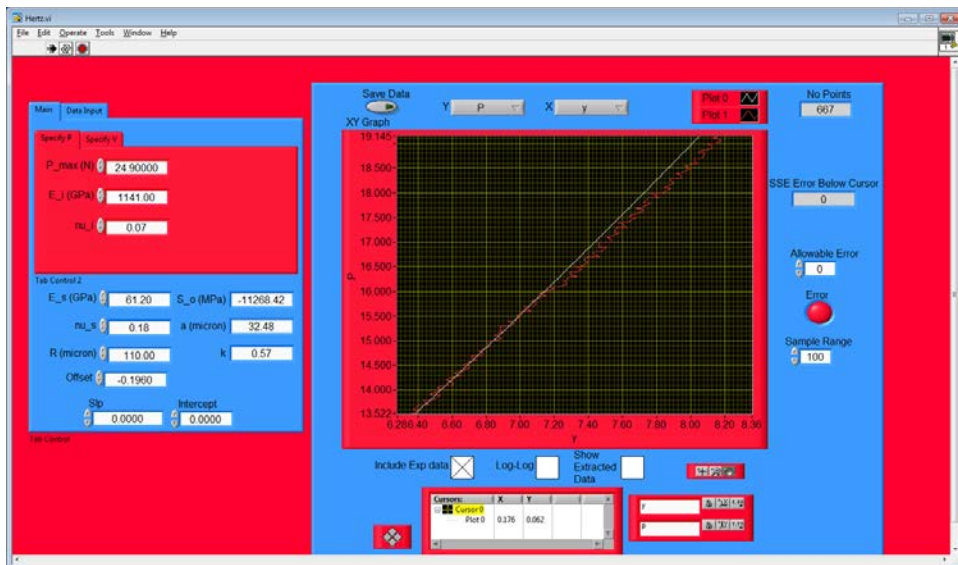 Hertz.vi
File Edit Operate Tools Window Help
Main Data Input
Specify P Specify Y
P_max (N) 24.90000
E_i (GPa) 1141.00
nu_i 0.07
Tab Control 2
E_s (GPa) 61.20 S_o (MPa) -11268.42
nu_s 0.18 a (micron) 32.48
R (micron) 110.00 k 0.57
Offset -0.1960
Slp Intercept
0.0000 0.0000
Tab Control
Save Data
Y P X y
Plot 0
Plot 1
XY Graph
19.145
18.500
18.000
17.500
17.000
16.500
16.000
15.500
15.000
14.500
14.000
13.522
P
6.286 6.40 6.60 6.80 7.00 7.20 7.40 7.60 7.80 8.00 8.20 8.36
y
No Points
667
SSE Error Below Cursor
0
Allowable Error
0
Error
Sample Range
100
Include Exp data Log-Log Show Extracted Data
Cursors: X Y
Cursor 0
Plot 0 0.176 0.062
y
P